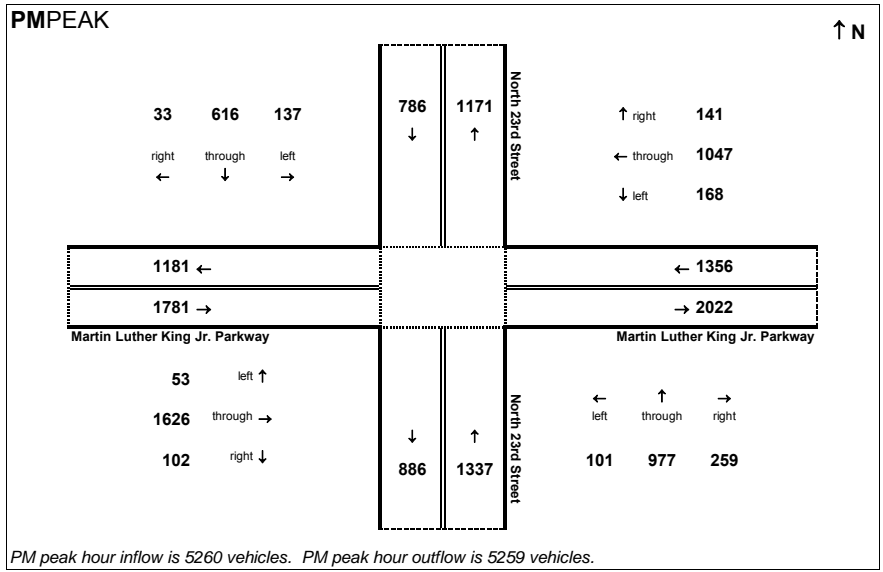 PMPEAK
↑ N
33 616 137
right through left
← ↓ →
786 1171
↓ ↑
North 23rd Street
↑ right 141
← through 1047
↓ left 168
1181 ←
1781 →
← 1356
→ 2022
Martin Luther King Jr. Parkway
Martin Luther King Jr. Parkway
53 left ↑
1626 through →
102 right ↓
↓ ↑
886 1337
North 23rd Street
← ↑ →
left through right
101 977 259
PM peak hour inflow is 5260 vehicles. PM peak hour outflow is 5259 vehicles.